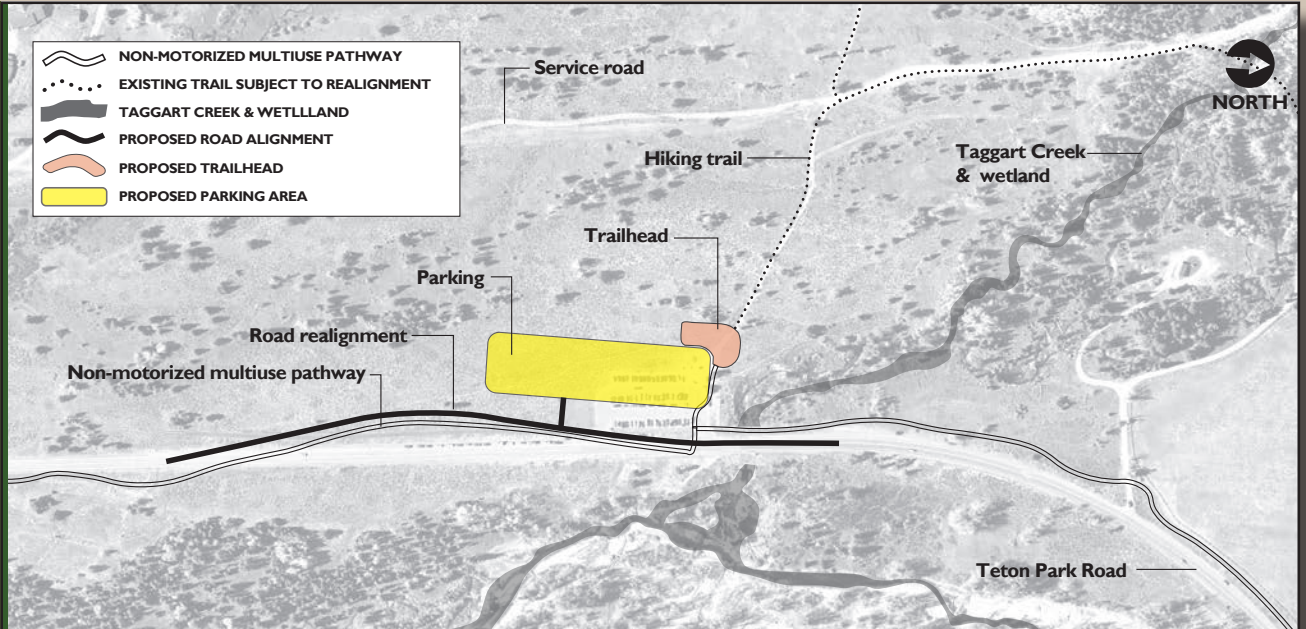 NON-MOTORIZED MULTIUSE PATHWAY
EXISTING TRAIL SUBJECT TO REALIGNMENT
TAGGART CREEK & WETLLLAND
PROPOSED ROAD ALIGNMENT
PROPOSED TRAILHEAD
PROPOSED PARKING AREA
Service road
NORTH
Hiking trail
Taggart Creek
& wetland
Trailhead
Parking
Road realignment
Non-motorized multiuse pathway
Teton Park Road